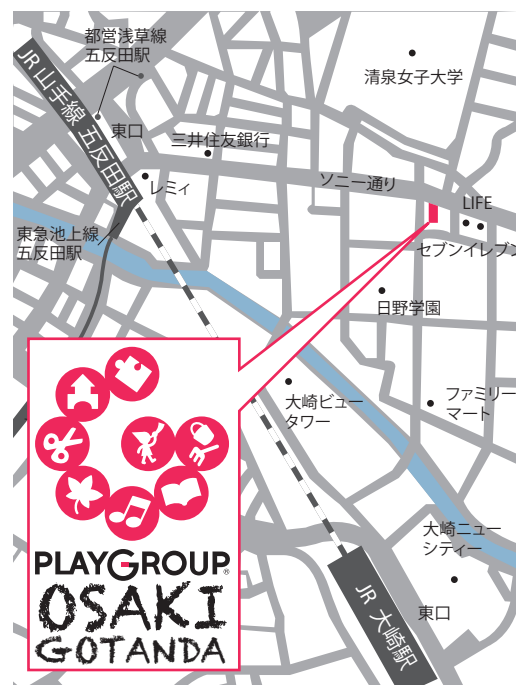 都営浅草線
五反田駅
清泉女子大学
JR 山手線 五反田駅
東口
三井住友銀行
レミィ
ソニー通り
LIFE
東急池上線
五反田駅
セブンイレブン
日野学園
大崎ビュー
タワー
ファミリー
マート
PLAYGROUP®
OSAKI
GOTANDA
大崎ニュー
シティー
JR 大崎駅
東口